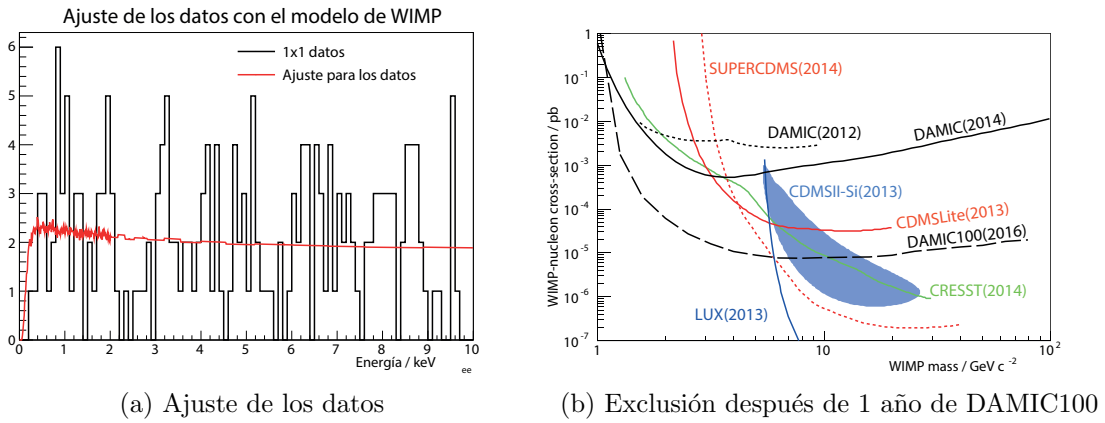 Ajuste de los datos con el modelo de WIMP
6
5
4
3
2
1
0
1x1 datos
Ajuste para los datos
0 1 2 3 4 5 6 7 8 9 10
Energía / keV
ee
(a) Ajuste de los datos
WIMP-nucleon cross-section / pb
1
10-1
10-2
10-3
10-4
10-5
10-6
10-7
SUPERCDMS(2014)
DAMIC(2012)
DAMIC(2014)
CDMSII-Si(2013)
CDMSLite(2013)
DAMIC100(2016)
CRESST(2014)
LUX(2013)
1 10 10 2
WIMP mass / GeV c -2
(b) Exclusión después de 1 año de DAMIC100